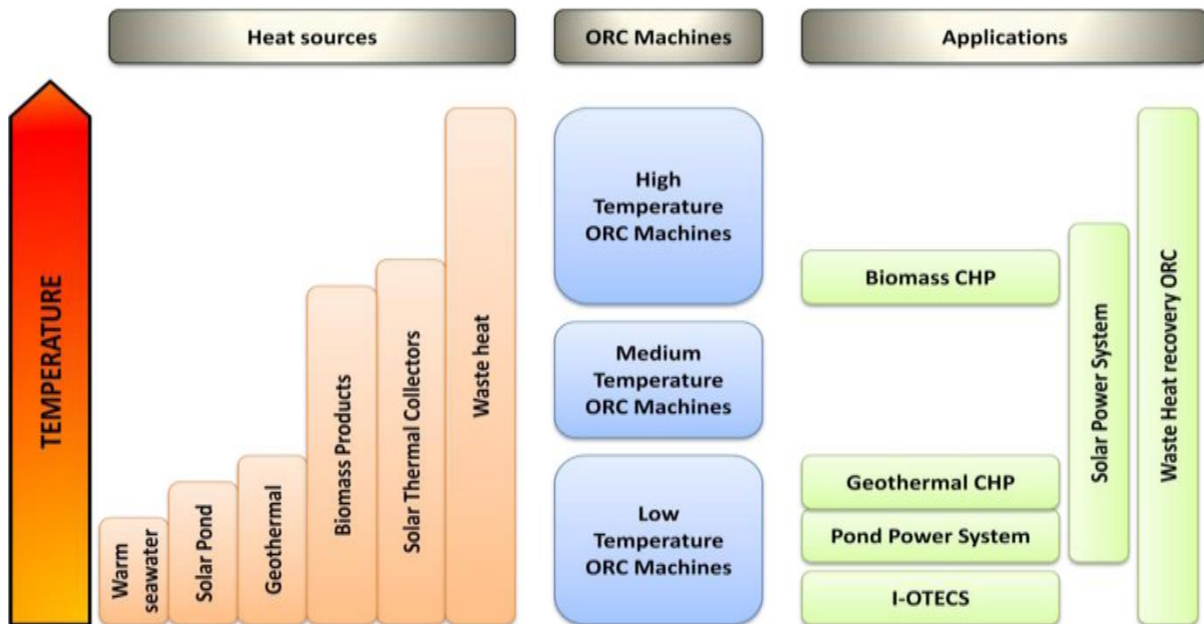 Heat sources
ORC Machines
Applications
TEMPERATURE
Warm
seawater
Solar Pond
Geothermal
Biomass Products
Solar Thermal Collectors
Waste heat
High
Temperature
ORC Machines
Medium
Temperature
ORC Machines
Low
Temperature
ORC Machines
Biomass CHP
Geothermal CHP
Pond Power System
I-OTECS
Solar Power System
Waste Heat recovery ORC